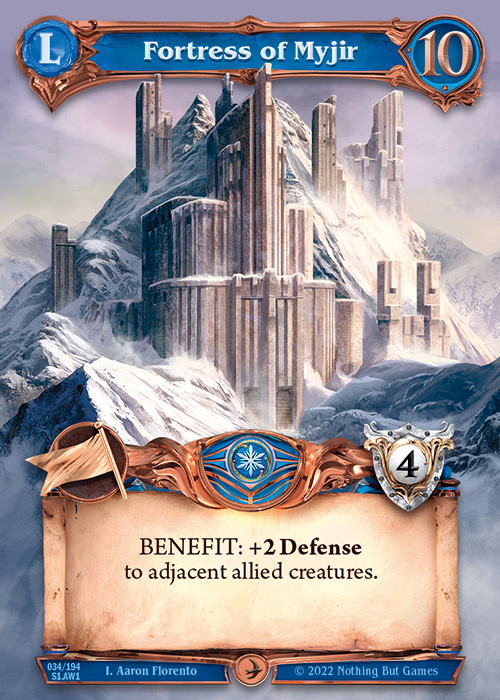 L
Fortress of Myjir
10
4
BENEFIT: +2 Defense
to adjacent allied creatures.
034/194
S1.AW1
I. Aaron Florento
© 2022 Nothing But Games